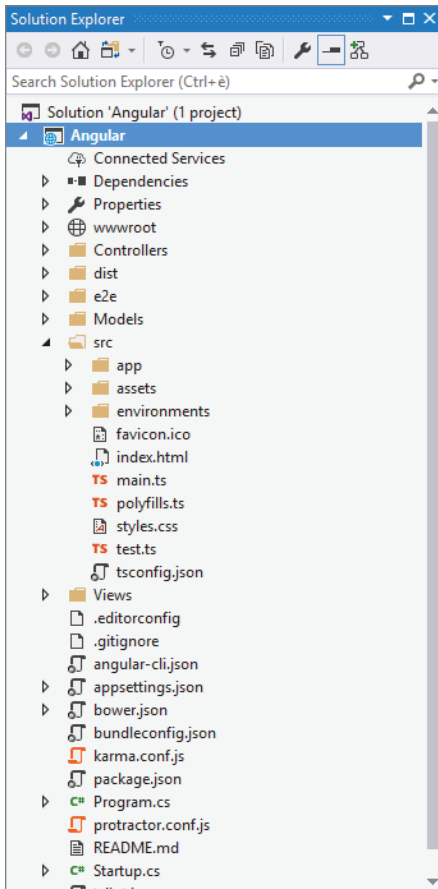 Solution Explorer
Search Solution Explorer (Ctrl+è)
Solution 'Angular' (1 project)
Angular
Connected Services
Dependencies
Properties
wwwroot
Controllers
dist
e2e
Models
src
app
assets
environments
favicon.ico
index.html
TS main.ts
TS polyfills.ts
styles.css
TS test.ts
tsconfig.json
Views
.editorconfig
.gitignore
angular-cli.json
appsettings.json
bower.json
bundleconfig.json
karma.conf.js
package.json
C# Program.cs
protractor.conf.js
README.md
C# Startup.cs